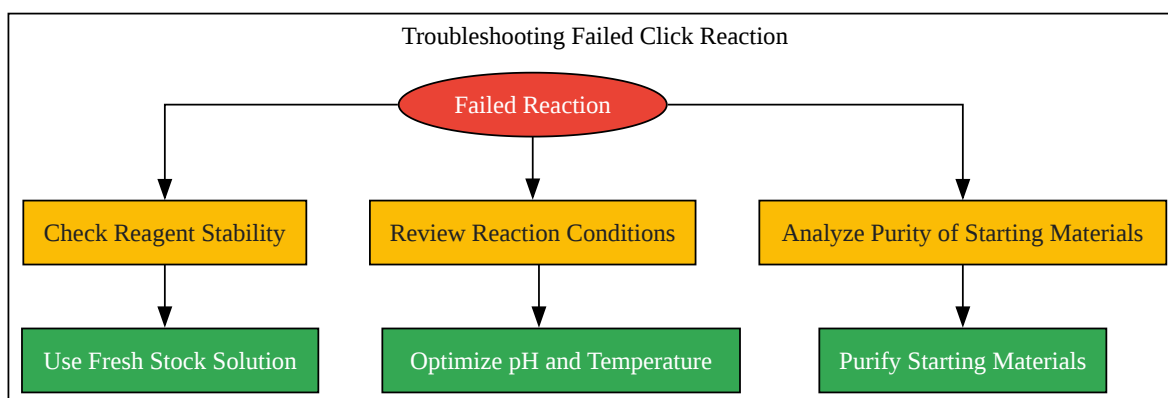 Troubleshooting Failed Click Reaction
Failed Reaction
Check Reagent Stability
Review Reaction Conditions
Analyze Purity of Starting Materials
Use Fresh Stock Solution
Optimize pH and Temperature
Purify Starting Materials